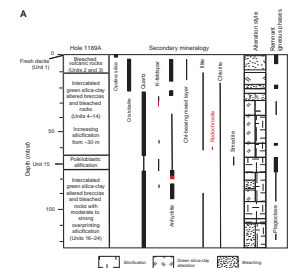 A
Hole 1189A
Secondary mineralogy
Alteration style
Remnant
igneous phases
Fresh dacite
(Unit 1)
Bleached
volcanic rocks
(Units 2 and 3)
Intercalated
green silica-clay
altered breccias
and bleached
rocks
(Units 4–14)
Increasing
silicification
from ~30 m
Poikiloblastic
silicification
Intercalated
green silica-clay
altered breccias
and bleached
rocks with
moderate to
strong
overprinting
silicification
(Units 16–24)
Opaline silica
Cristobalite
Quartz
K-feldspar
Anhydrite
Chl-bearing mixed layer
Illite
Chlorite
Rodochrosite
Smectite
Plagioclase
Depth (mbsf)
0
50
100
Silicification
Green silica-clay
alteration
Bleaching